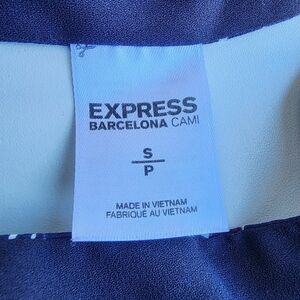 EXPRESS
BARCELONA CAMI
S
P
MADE IN VIETNAM
FABRIQUÉ AU VIETNAM